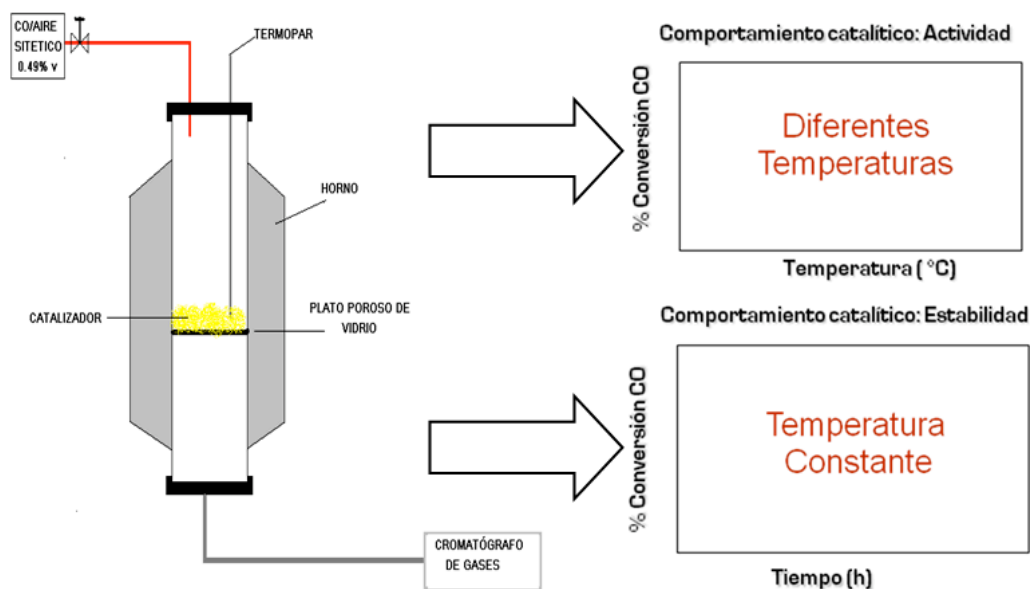 CO/AIRE
SITETICO
0.49% v
TERMOPAR
HORNO
CATALIZADOR
PLATO POROSO DE
VIDRIO
CROMATÓGRAFO
DE GASES
Comportamiento catalítico: Actividad
% Conversión CO
Diferentes
Temperaturas
Temperatura ( °C)
Comportamiento catalítico: Estabilidad
% Conversión CO
Temperatura
Constante
Tiempo (h)